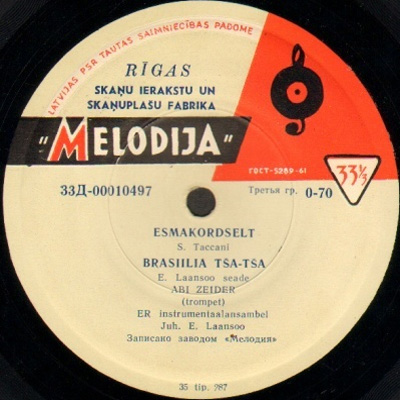 LATVIJAS PSR TAUTAS SAIMNIECĪBAS PADOME
RĪGAS
SKAŅU IERAKSTU UN
SKAŅUPLAŠU FABRIKA
"MELODIJA"
ГОСТ-5289-61
33⅓
33Д-00010497
Третья гр. 0-70
ESMAKORDSELT
S. Taccani
BRASIILIA TŠA-TŠA
E. Laansoo seade
ABI ZEIDER
(trompet)
ER instrumentaalansambel
Juh. E. Laansoo
Записано заводом «Мелодия»
35 tip. 287